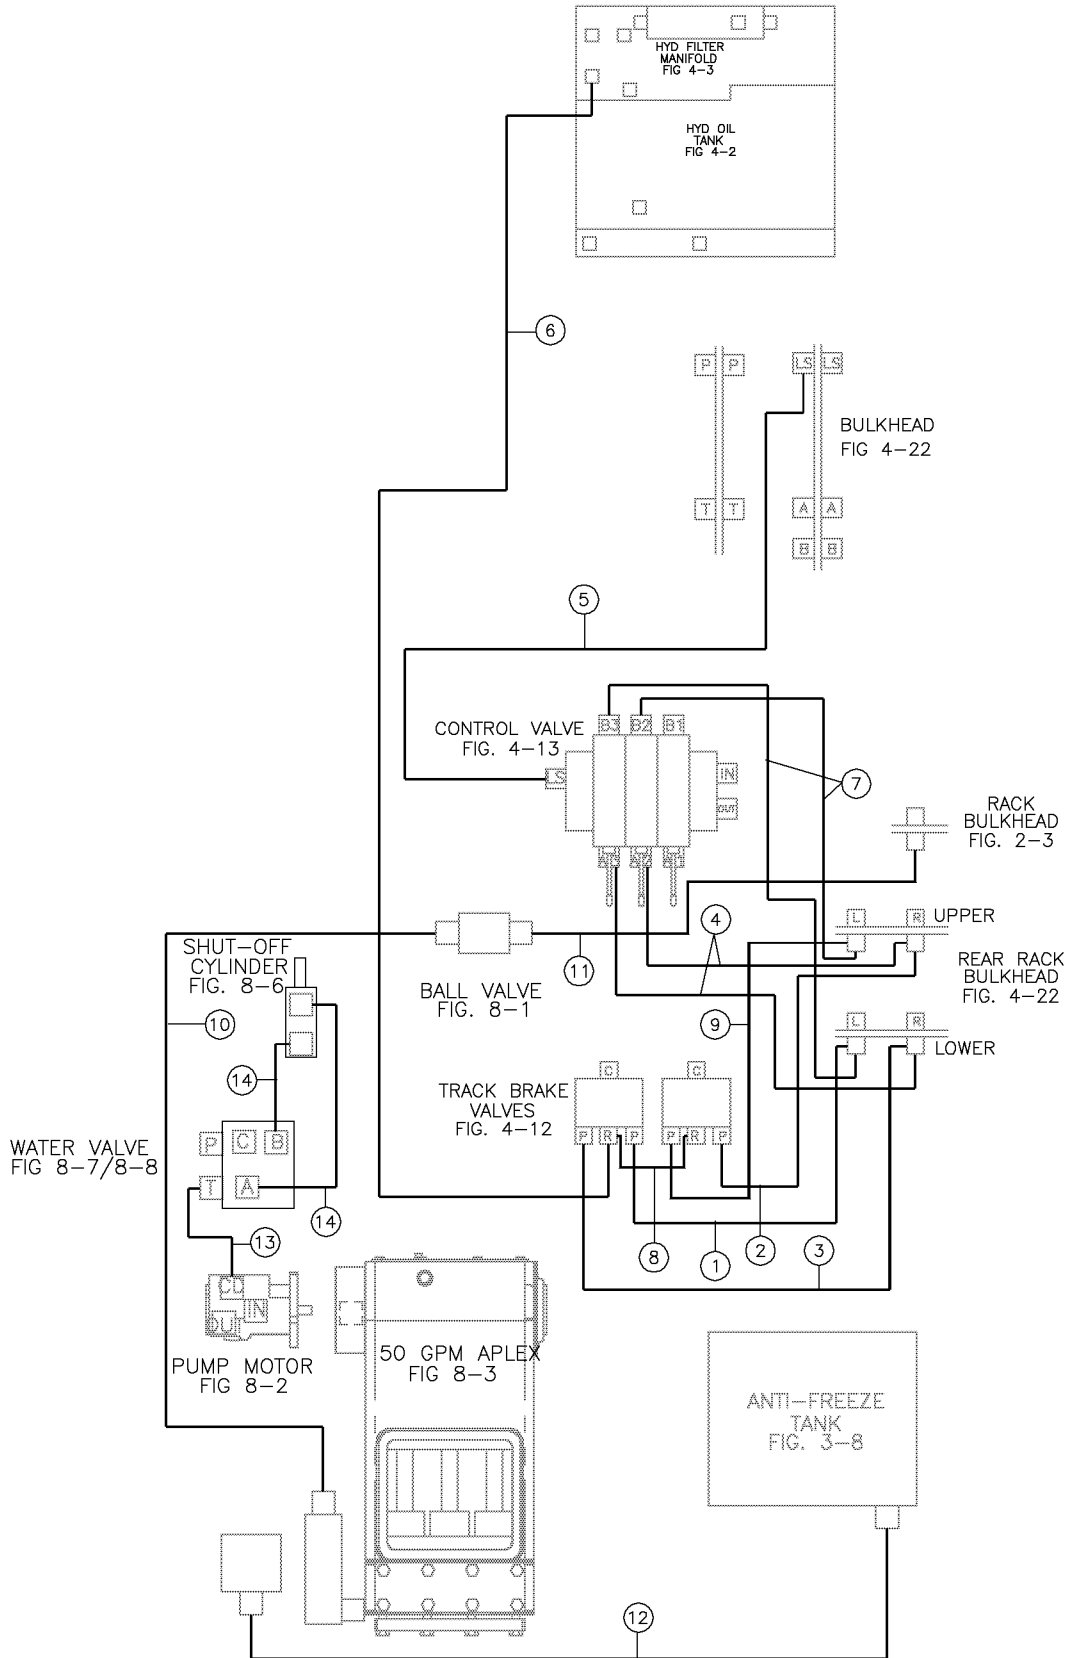 HYD FILTER
MANIFOLD
FIG 4-3
HYD OIL
TANK
FIG 4-2
6
P P
LS LS
BULKHEAD
FIG 4-22
T T
A A
B B
5
CONTROL VALVE
FIG. 4-13
B3 B2 B1
LS
IN
OUT
7
RACK
BULKHEAD
FIG. 2-3
A2
4
11
L R UPPER
REAR RACK
BULKHEAD
FIG. 4-22
L R
LOWER
SHUT-OFF
CYLINDER
FIG. 8-6
BALL VALVE
FIG. 8-1
10
9
14
TRACK BRAKE
VALVES
FIG. 4-12
C C
P R P P R P
WATER VALVE
FIG 8-7/8-8
P C B
T A
14
13
8
1
2
3
CD
IN
OU
PUMP MOTOR
FIG 8-2
50 GPM APLEX
FIG 8-3
ANTI-FREEZE
TANK
FIG. 3-8
12